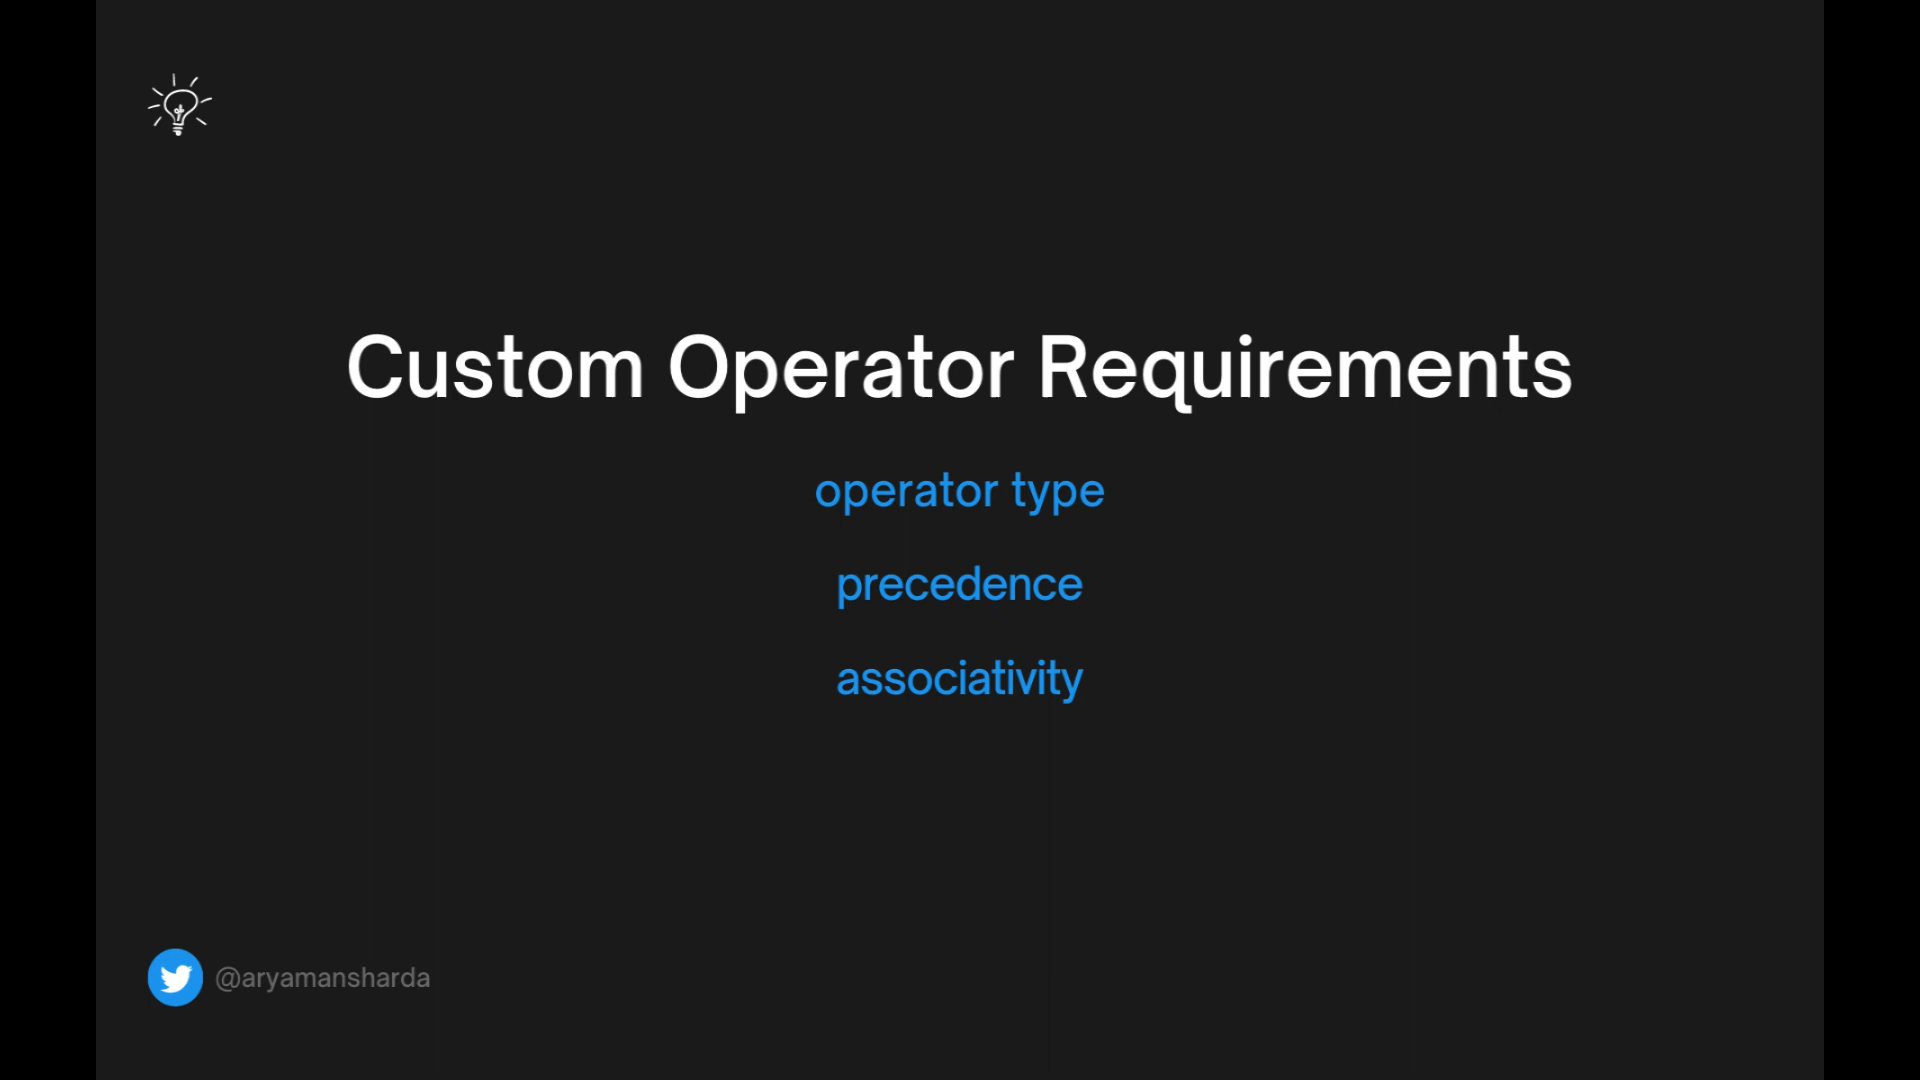 Custom Operator Requirements
operator type
precedence
associativity
@aryamansharda